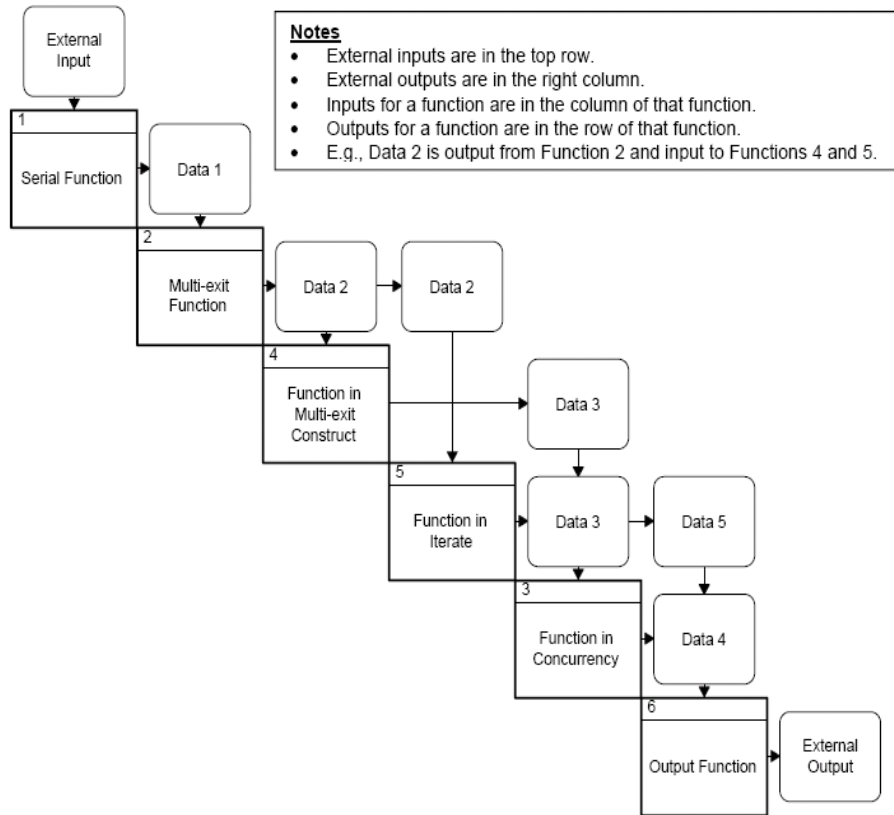 External
Input
Notes
• External inputs are in the top row.
• External outputs are in the right column.
• Inputs for a function are in the column of that function.
• Outputs for a function are in the row of that function.
• E.g., Data 2 is output from Function 2 and input to Functions 4 and 5.
1
Serial Function
Data 1
2
Multi-exit
Function
Data 2
Data 2
4
Function in
Multi-exit
Construct
Data 3
5
Function in
Iterate
Data 3
Data 5
3
Function in
Concurrency
Data 4
6
Output Function
External
Output